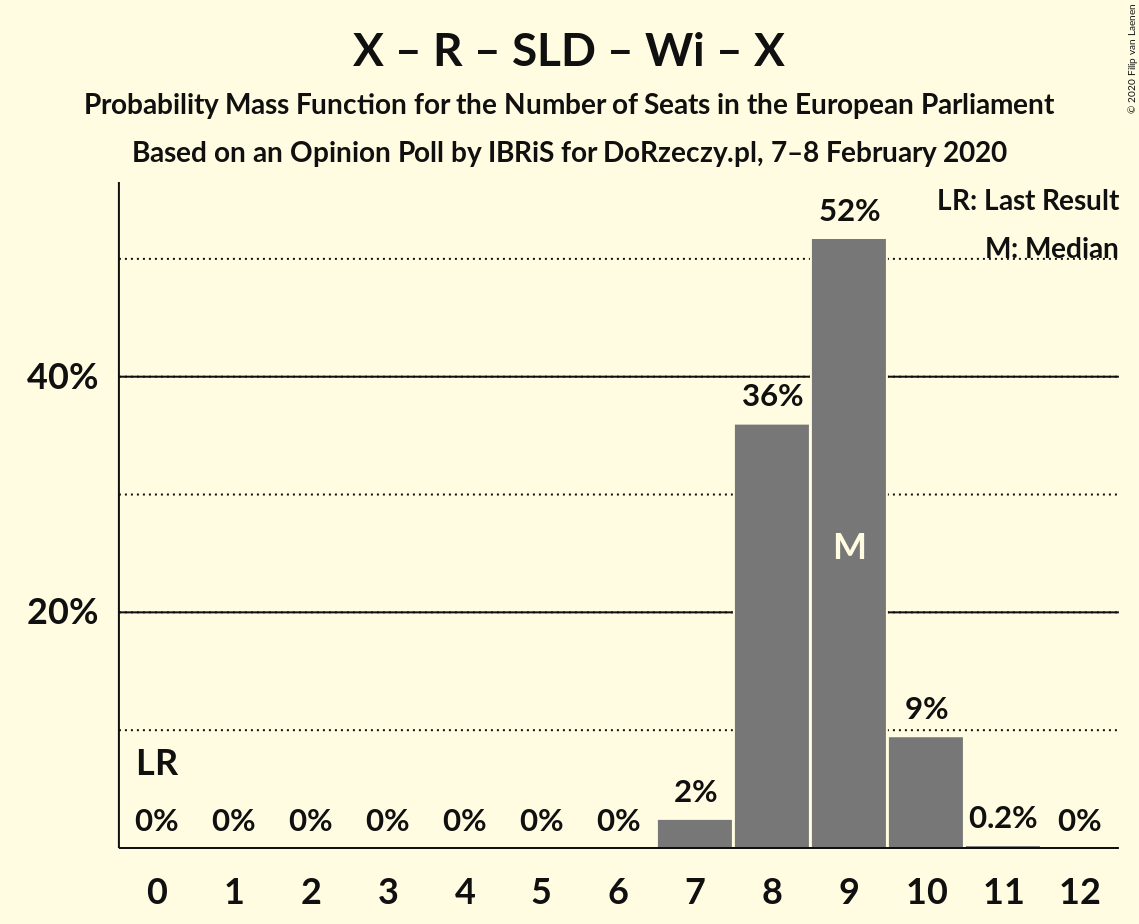 X – R – SLD – Wi – X
Probability Mass Function for the Number of Seats in the European Parliament
Based on an Opinion Poll by IBRiS for DoRzeczy.pl, 7–8 February 2020
© 2020 Filip van Laenen
LR: Last Result
M: Median
52%
40%
36%
M
20%
9%
LR
2%
0% 0% 0% 0% 0% 0% 0% 0.2% 0%
0 1 2 3 4 5 6 7 8 9 10 11 12